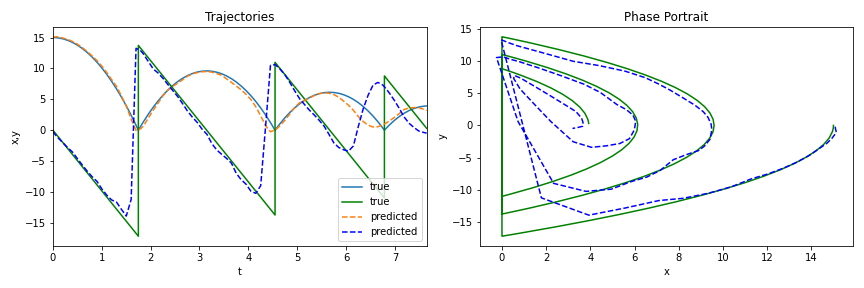 Trajectories
x,y
15
10
5
0
−5
−10
−15
0 1 2 3 4 5 6 7
t
true
true
predicted
predicted
Phase Portrait
y
15
10
5
0
−5
−10
−15
0 2 4 6 8 10 12 14
x